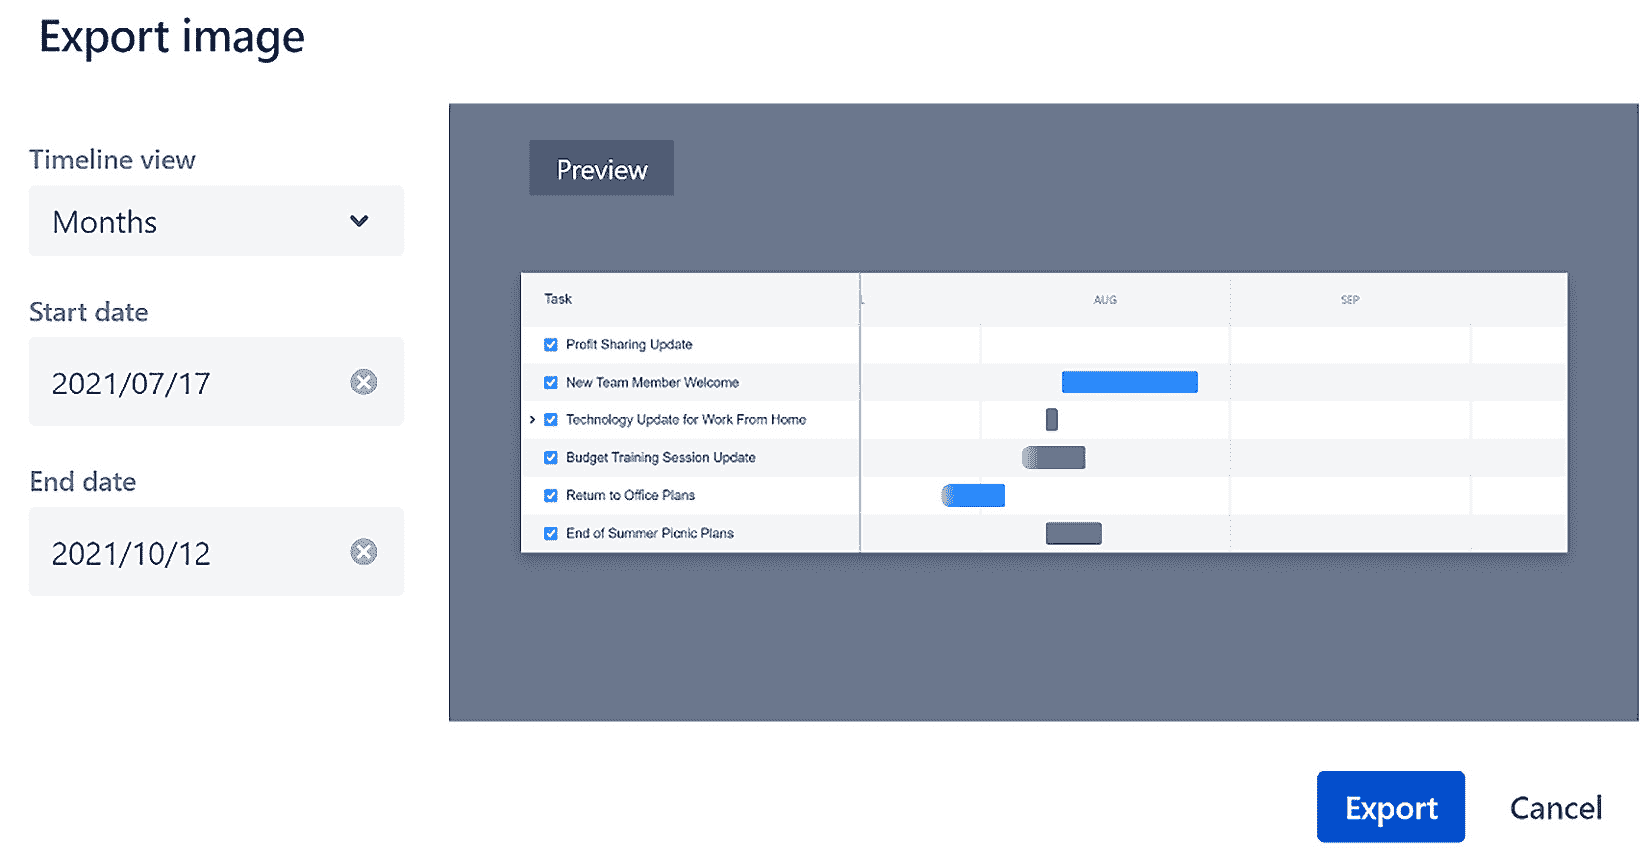 Export image
Timeline view
Months
Start date
2021/07/17
End date
2021/10/12
Preview
Task
L
AUG
SEP
Profit Sharing Update
New Team Member Welcome
Technology Update for Work From Home
Budget Training Session Update
Return to Office Plans
End of Summer Picnic Plans
Export
Cancel